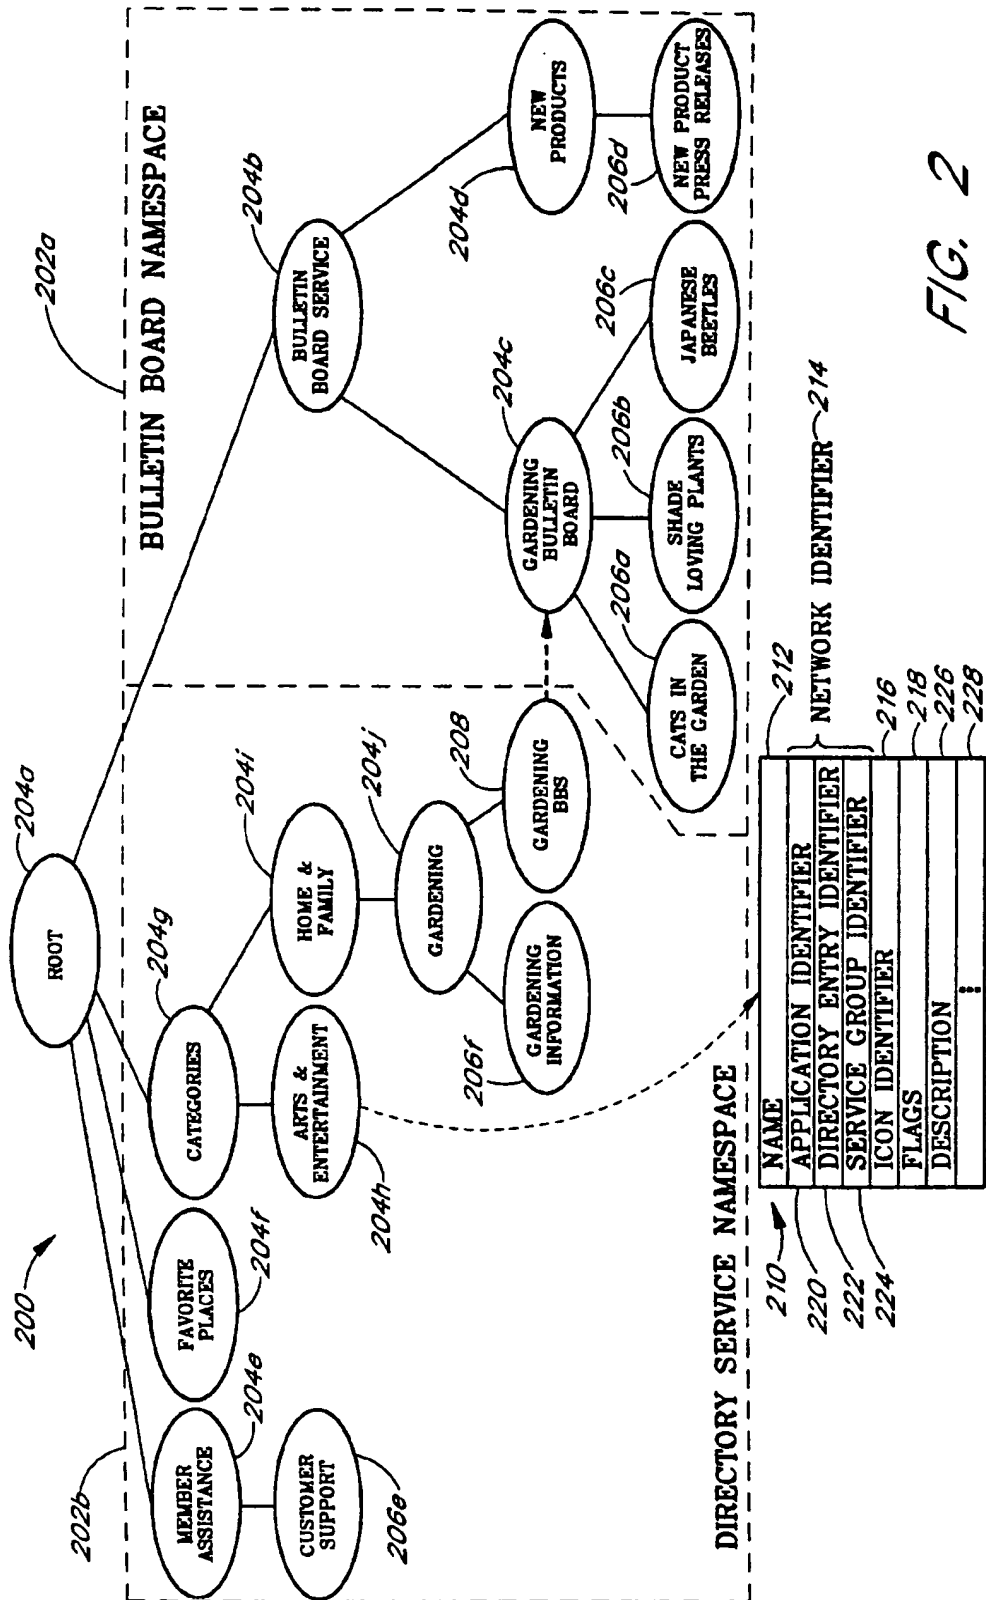 200
ROOT
204a
202a
202b
BULLETIN BOARD NAMESPACE
MEMBER
ASSISTANCE
204e
FAVORITE
PLACES
204f
CATEGORIES
204g
BULLETIN
BOARD SERVICE
204b
CUSTOMER
SUPPORT
206e
ARTS &
ENTERTAINMENT
204h
HOME &
FAMILY
204i
GARDENING
204j
GARDENING
INFORMATION
206f
GARDENING
BBS
208
GARDENING
BULLETIN
BOARD
204c
NEW
PRODUCTS
204d
CATS IN
THE GARDEN
206a
SHADE
LOVING PLANTS
206b
JAPANESE
BEETLES
206c
NEW PRODUCT
PRESS RELEASES
206d
DIRECTORY SERVICE NAMESPACE
210
NAME
212
220
APPLICATION IDENTIFIER
222
DIRECTORY ENTRY IDENTIFIER
NETWORK IDENTIFIER
214
224
SERVICE GROUP IDENTIFIER
ICON IDENTIFIER
216
FLAGS
218
DESCRIPTION
226
⋮
228
FIG. 2